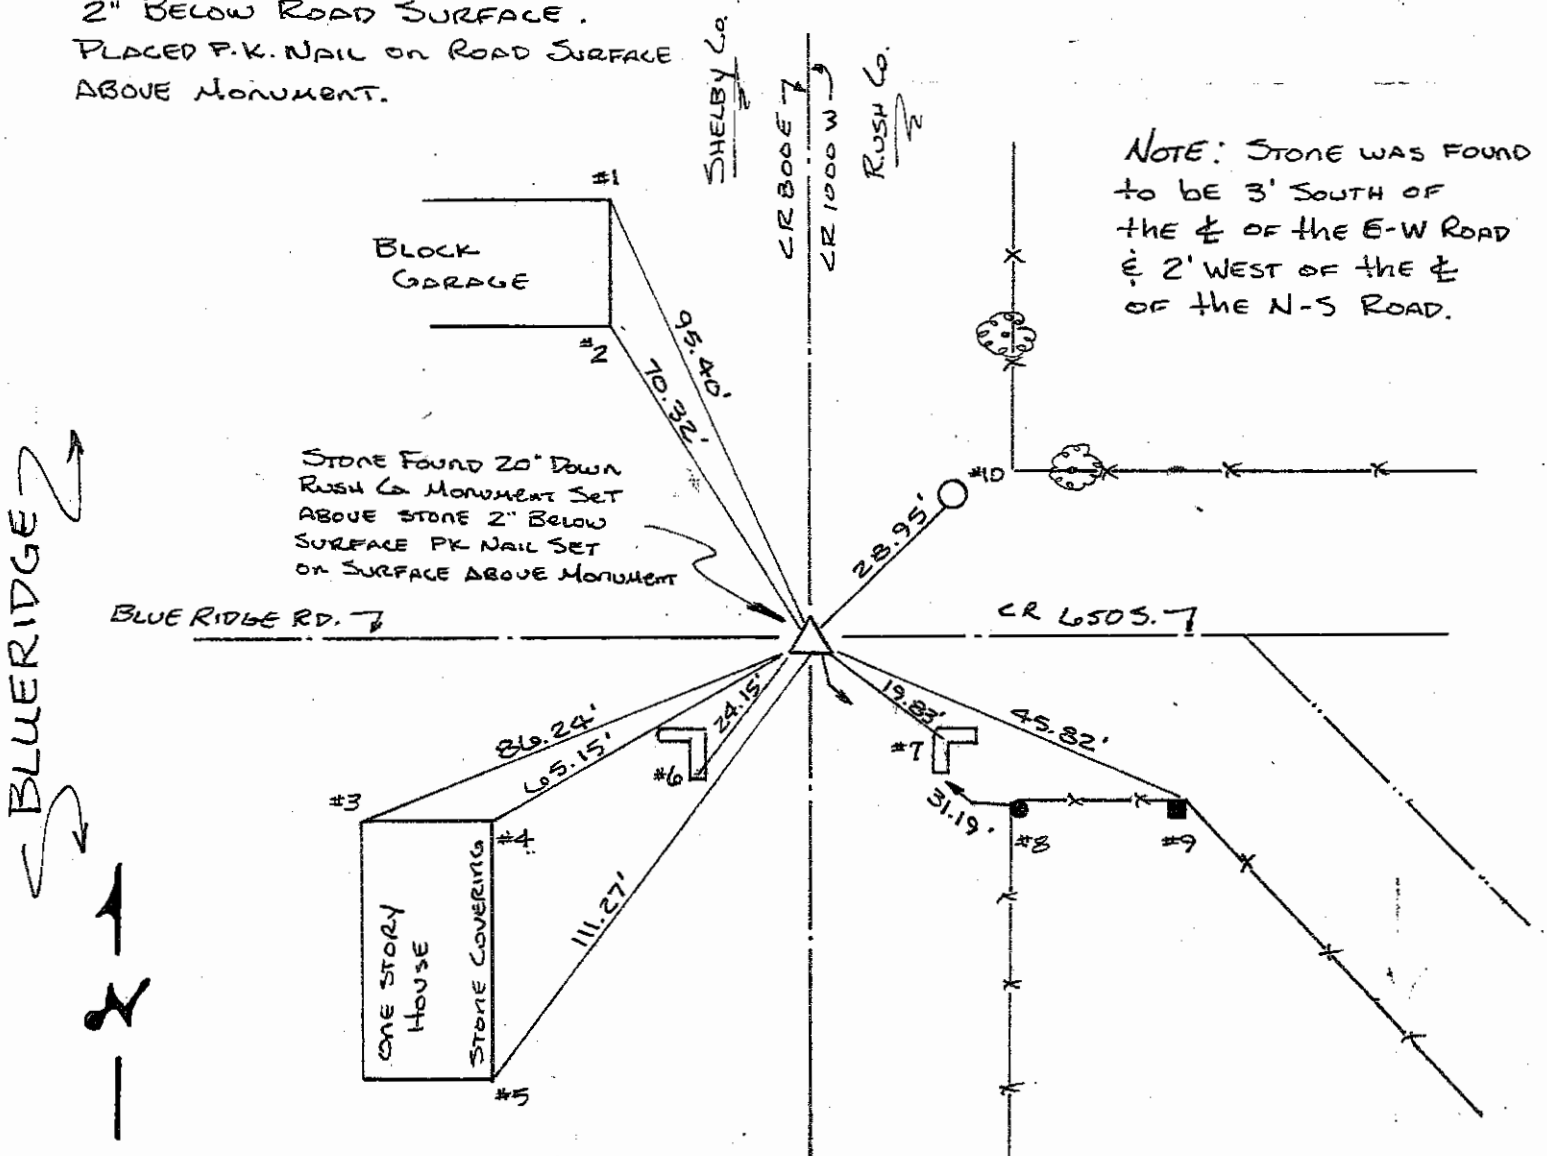 2" BELOW ROAD SURFACE.
PLACED P.K. NAIL on ROAD SURFACE
ABOVE MONUMENT.
SHELBY Co.
CR 800 E
CR 1000 W
RUSH Co.
NOTE: STONE WAS FOUND
to be 3' SOUTH OF
the ℄ OF the E-W ROAD
& 2' WEST OF the ℄
OF the N-S ROAD.
#1
BLOCK
GARAGE
#2
95.40'
70.32'
STONE FOUND 20" DOWN
RUSH Co. MONUMENT SET
ABOVE STONE 2" BELOW
SURFACE PK NAIL SET
on SURFACE ABOVE MONUMENT
#10
28.95'
BLUERIDGE
BLUE RIDGE RD.
CR 650 S.
86.24'
65.15'
24.15'
19.83'
45.82'
#6
#7
#3
#4
31.19'
#8
#9
111.27'
ONE STORY
HOUSE
STONE COVERING
#5
N